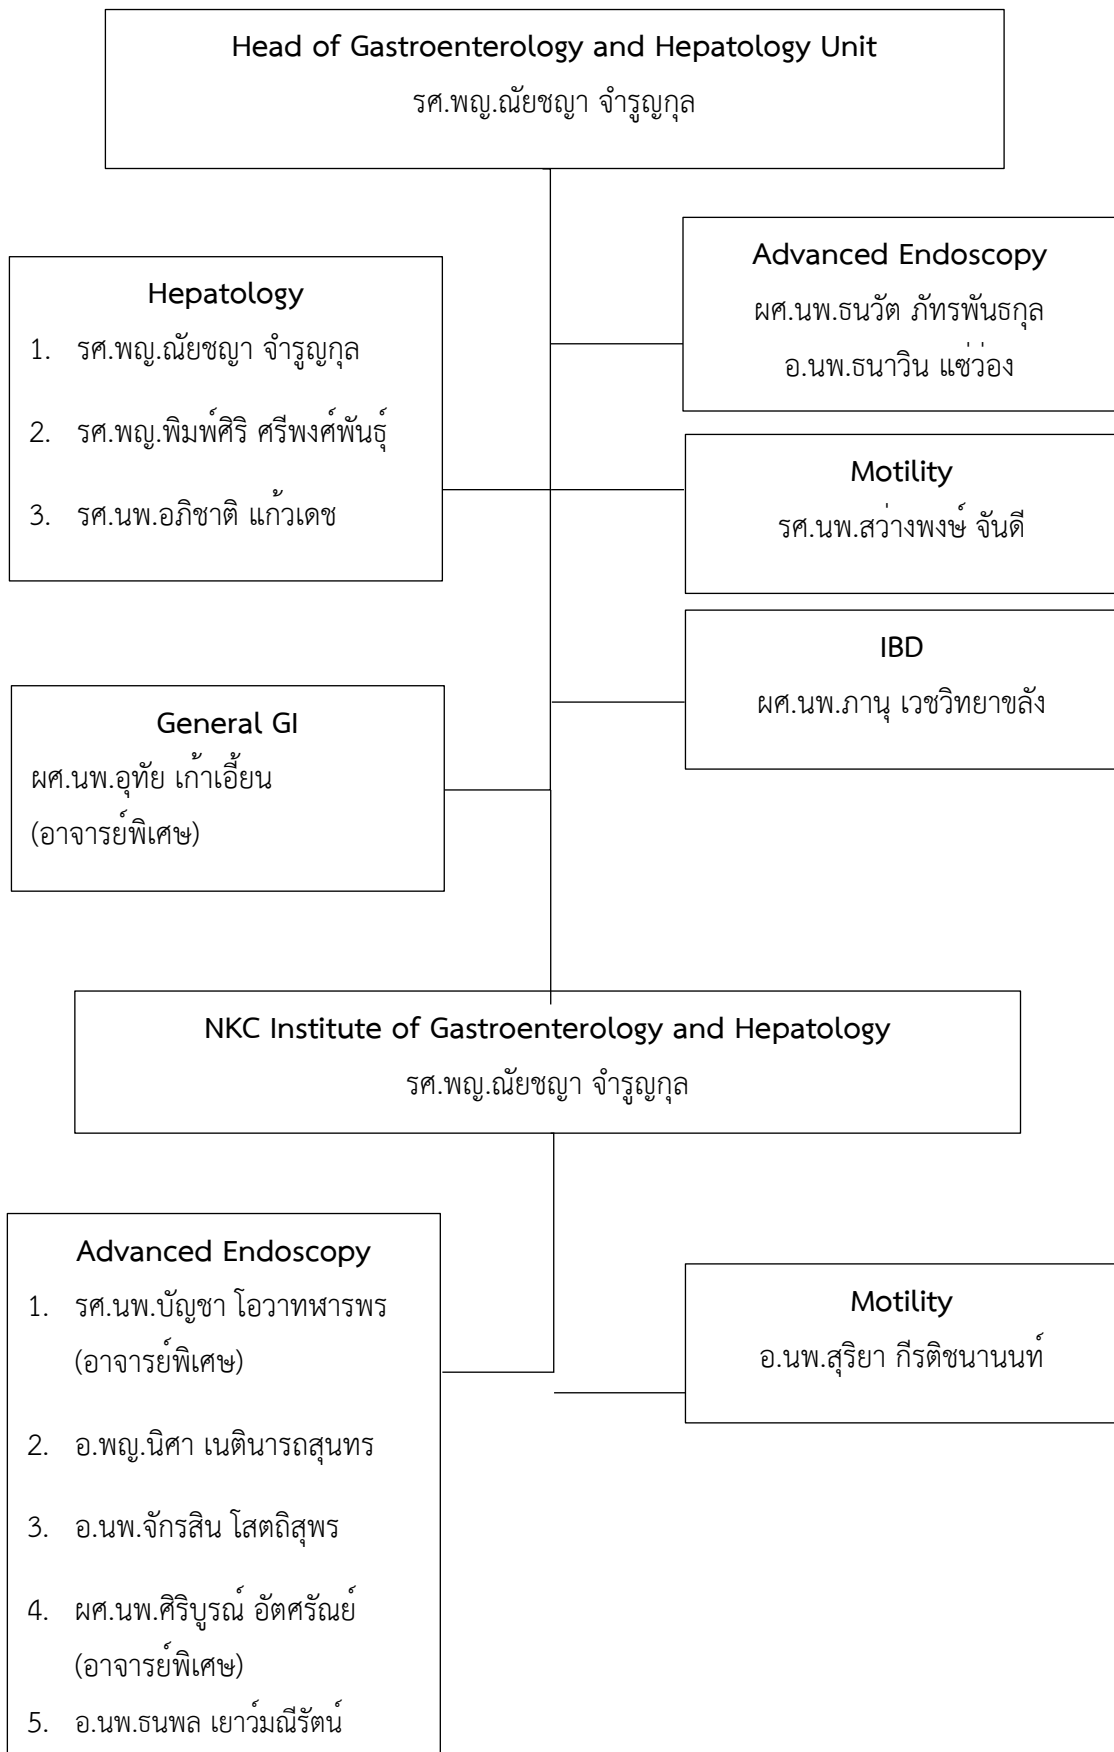 Head of Gastroenterology and Hepatology Unit
รศ.พญ.ณัยชญา จำรูญกุล
Hepatology
1. รศ.พญ.ณัยชญา จำรูญกุล
2. รศ.พญ.พิมพ์ศิริ ศรีพงศ์พันธุ์
3. รศ.นพ.อภิชาติ แก้วเดช
Advanced Endoscopy
ผศ.นพ.ธนวัต ภัทรพันธกุล
อ.นพ.ธนาวิน แซ่ว่อง
Motility
รศ.นพ.สว่างพงษ์ จันดี
IBD
ผศ.นพ.ภานุ เวชวิทยาขลัง
General GI
ผศ.นพ.อุทัย เก้าเอี้ยน
(อาจารย์พิเศษ)
NKC Institute of Gastroenterology and Hepatology
รศ.พญ.ณัยชญา จำรูญกุล
Advanced Endoscopy
1. รศ.นพ.บัญชา โอวาทฬารพร
(อาจารย์พิเศษ)
2. อ.พญ.นิศา เนตินารถสุนทร
3. อ.นพ.จักรสิน โสตถิสุพร
4. ผศ.นพ.ศิริบูรณ์ อัตศรัณย์
(อาจารย์พิเศษ)
5. อ.นพ.ธนพล เยาว์มณีรัตน์
Motility
อ.นพ.สุริยา กีรติชนานนท์